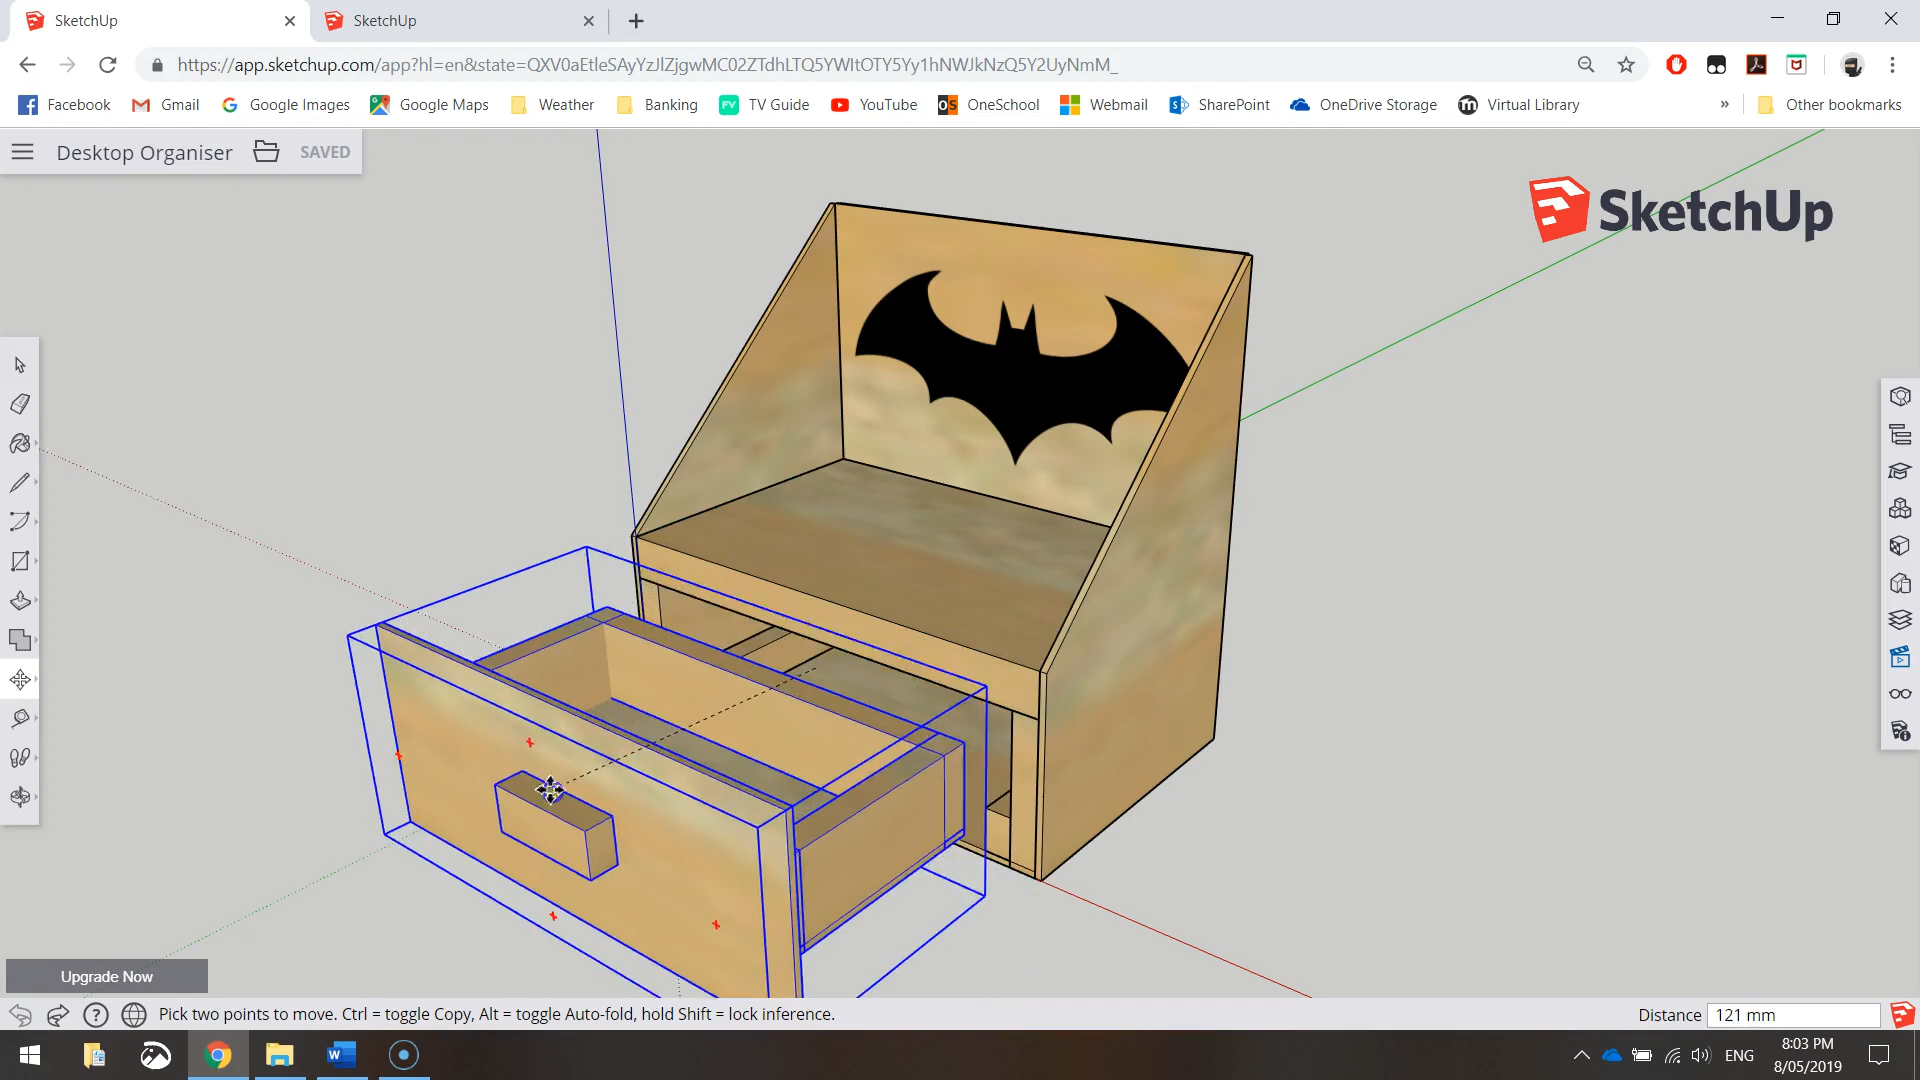 SketchUp
SketchUp
https://app.sketchup.com/app?hl=en&state=QXV0aEtleSAyYzJlZjgwMC02ZTdhLTQ5YWItOTY5Yy1hNWJkNzQ5Y2UyNmM_
Facebook Gmail Google Images Google Maps Weather Banking TV Guide YouTube OneSchool Webmail SharePoint OneDrive Storage Virtual Library » Other bookmarks
Desktop Organiser SAVED
SketchUp
Upgrade Now
Pick two points to move. Ctrl = toggle Copy, Alt = toggle Auto-fold, hold Shift = lock inference.
Distance 121 mm
ENG
8:03 PM
8/05/2019